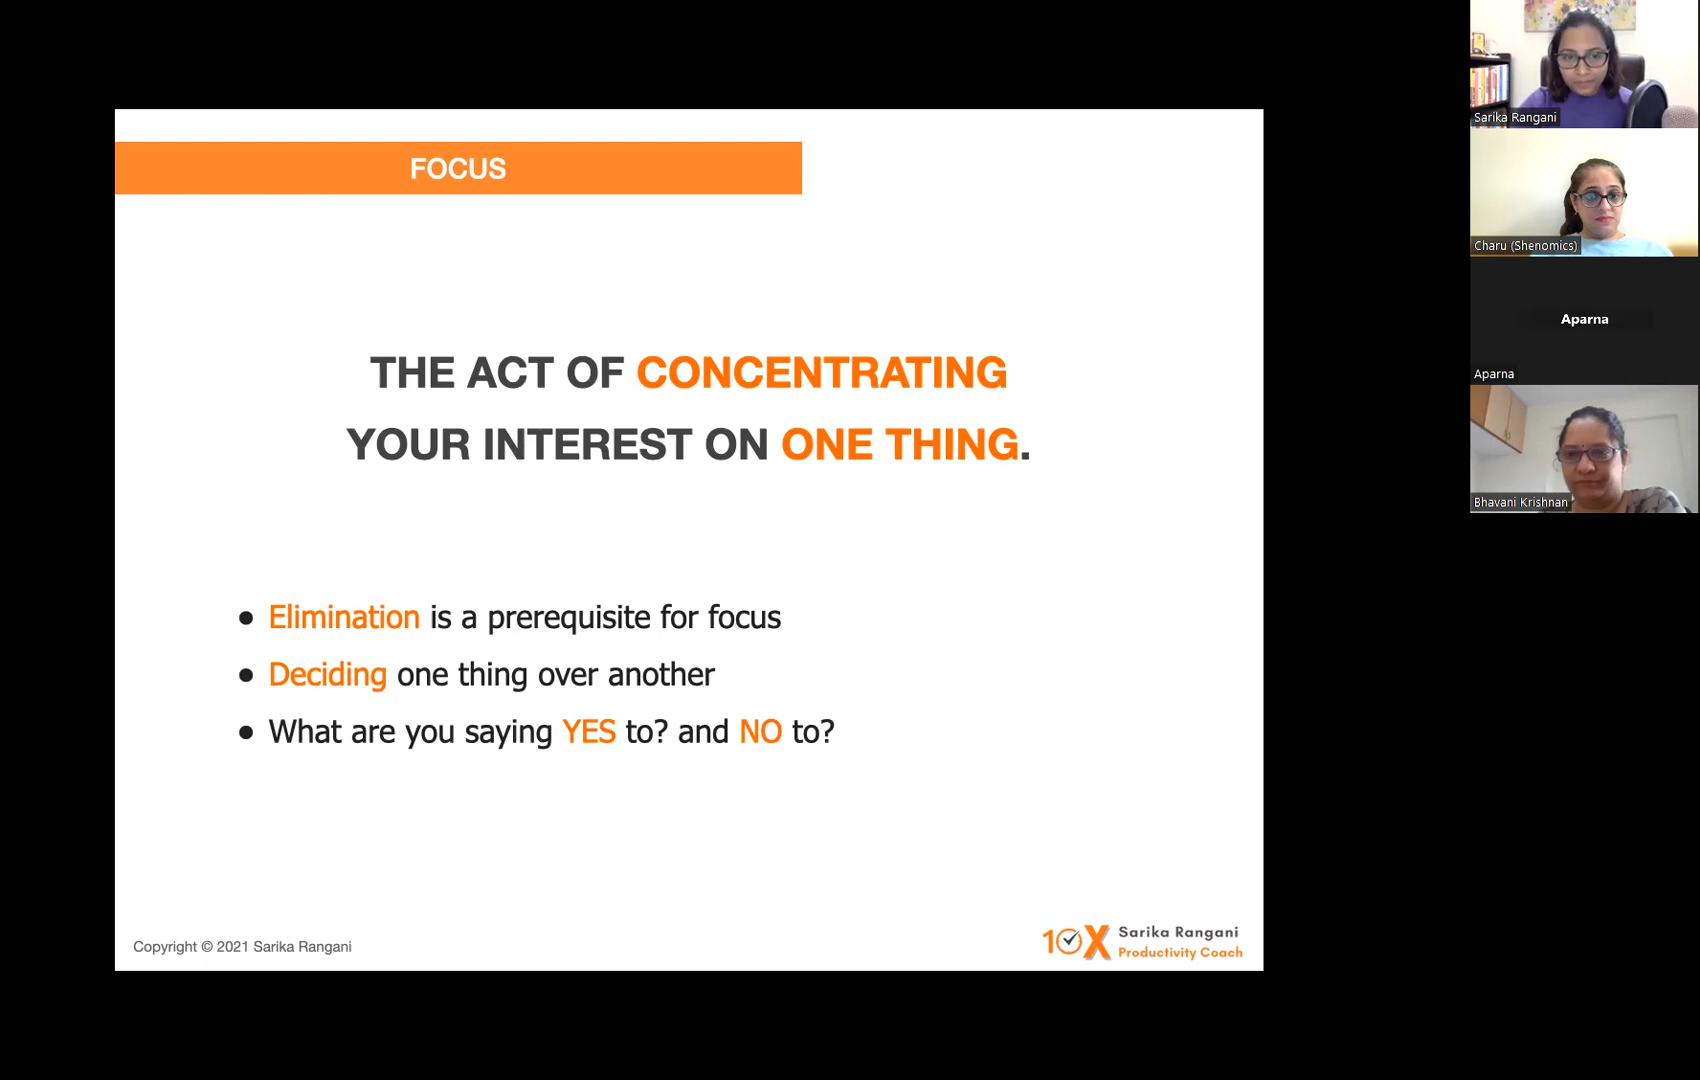 FOCUS
THE ACT OF CONCENTRATING
YOUR INTEREST ON ONE THING.
● Elimination is a prerequisite for focus
● Deciding one thing over another
● What are you saying YES to? and NO to?
Copyright © 2021 Sarika Rangani
10X Sarika Rangani
Productivity Coach
Sarika Rangani
Charu (Shenomics)
Aparna
Aparna
Bhavani Krishnan